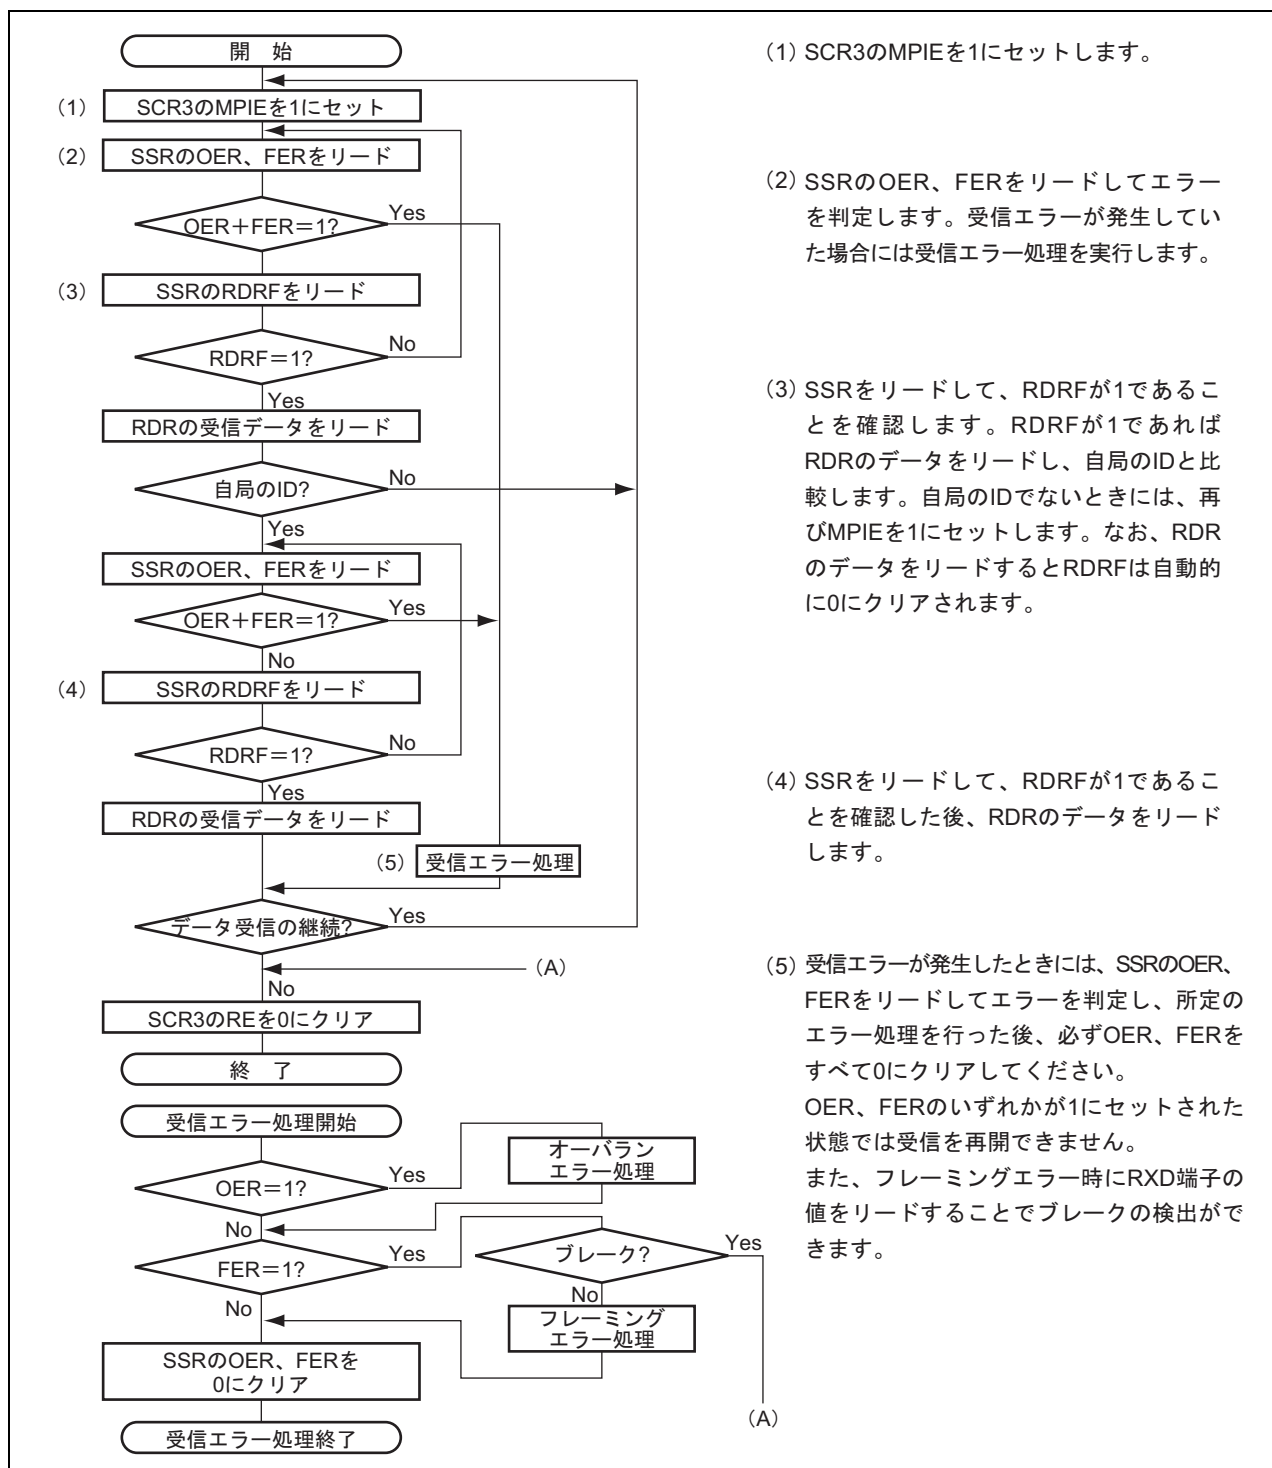 開 始
(1) SCR3のMPIEを1にセット
(2) SSRのOER、FERをリード
OER+FER=1?
Yes
(3) SSRのRDRFをリード
RDRF=1?
No
Yes
RDRの受信データをリード
自局のID?
No
Yes
SSRのOER、FERをリード
OER+FER=1?
Yes
No
(4) SSRのRDRFをリード
RDRF=1?
No
Yes
RDRの受信データをリード
(5) 受信エラー処理
データ受信の継続?
Yes
(A)
No
SCR3のREを0にクリア
終 了
受信エラー処理開始
OER=1?
Yes
オーバラン
エラー処理
No
FER=1?
Yes
ブレーク?
Yes
No
No
フレーミング
エラー処理
SSRのOER、FERを
0にクリア
(A)
受信エラー処理終了
(1) SCR3のMPIEを1にセットします。
(2) SSRのOER、FERをリードしてエラー
を判定します。受信エラーが発生してい
た場合には受信エラー処理を実行します。
(3) SSRをリードして、RDRFが1であるこ
とを確認します。RDRFが1であれば
RDRのデータをリードし、自局のIDと比
較します。自局のIDでないときには、再
びMPIEを1にセットします。なお、RDR
のデータをリードするとRDRFは自動的
に0にクリアされます。
(4) SSRをリードして、RDRFが1であるこ
とを確認した後、RDRのデータをリード
します。
(5) 受信エラーが発生したときには、SSRのOER、
FERをリードしてエラーを判定し、所定の
エラー処理を行った後、必ずOER、FERを
すべて0にクリアしてください。
OER、FERのいずれかが1にセットされた
状態では受信を再開できません。
また、フレーミングエラー時にRXD端子の
値をリードすることでブレークの検出がで
きます。